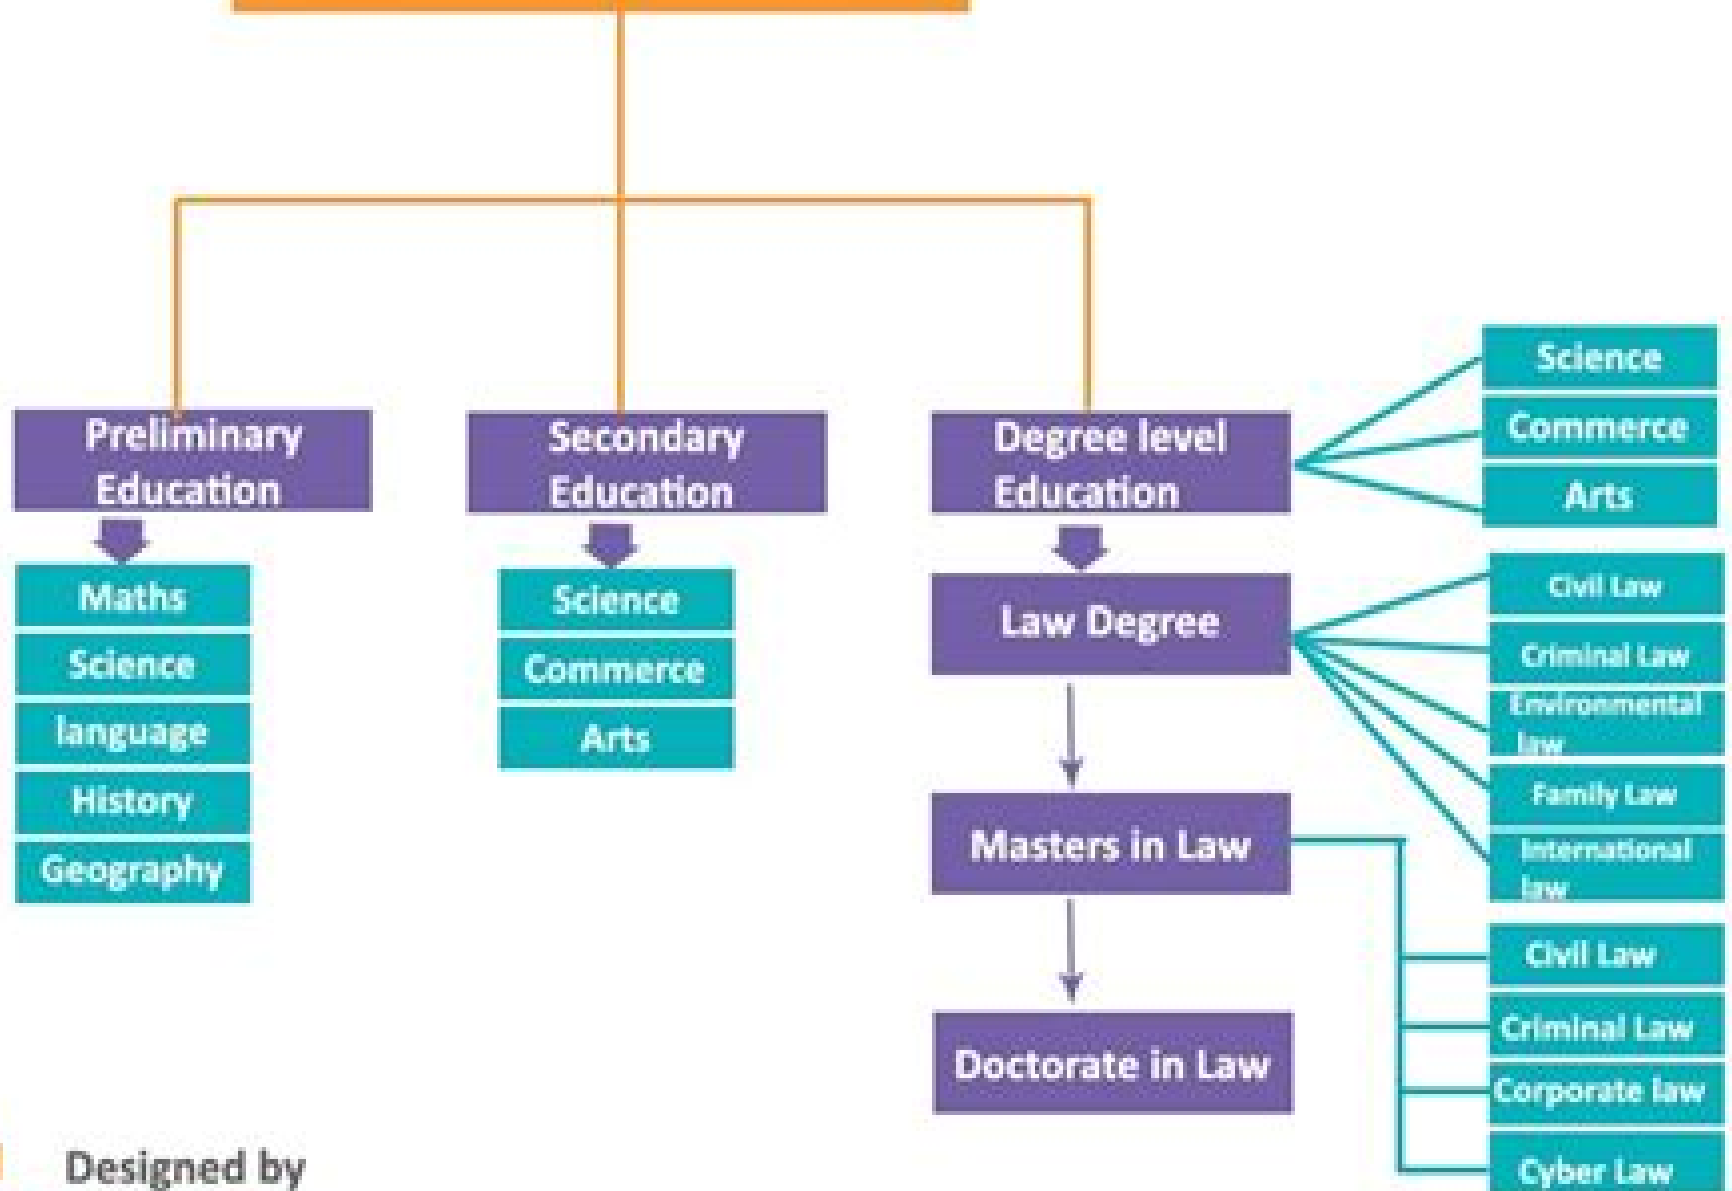 Preliminary
Education
Maths
Science
language
History
Geography
Secondary
Education
Science
Commerce
Arts
Degree level
Education
Science
Commerce
Arts
Law Degree
Civil Law
Criminal Law
Environmental
law
Family Law
International
law
Masters in Law
Civil Law
Criminal Law
Corporate law
Cyber Law
Doctorate in Law
Designed by